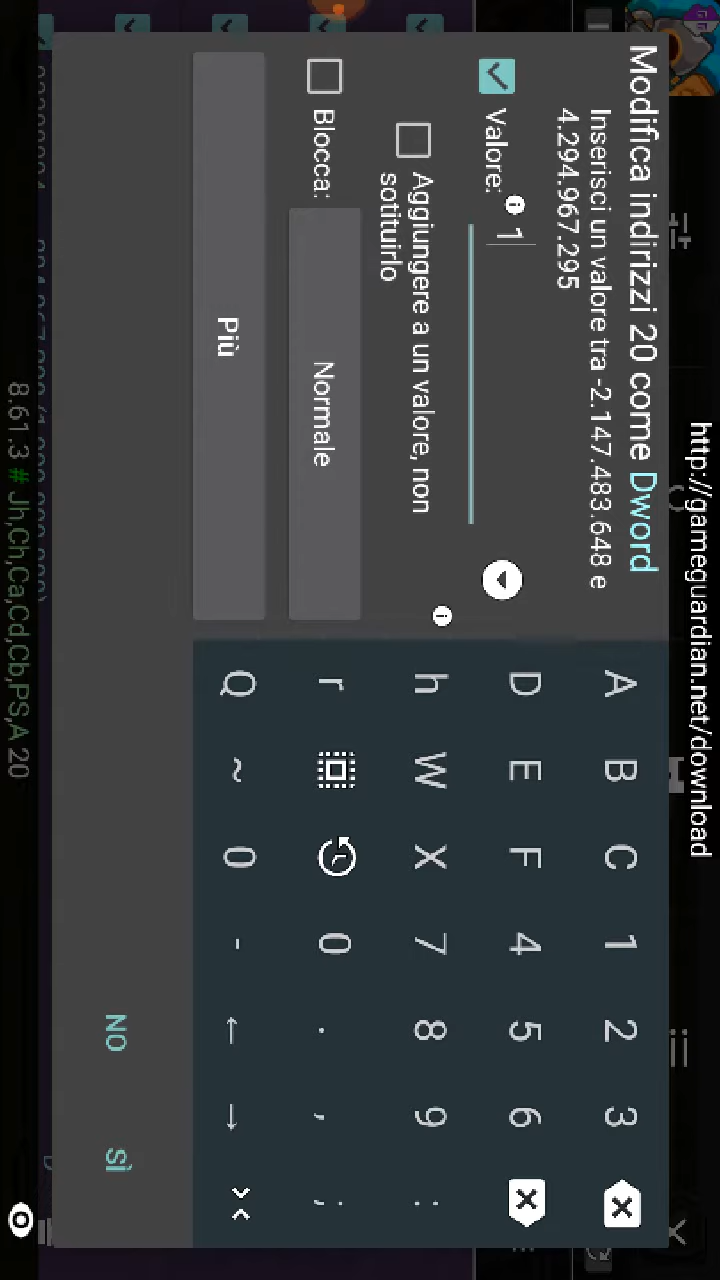 http://gameguardian.net/download
Modifica indirizzi 20 come Dword
Inserisci un valore tra -2.147.483.648 e
4.294.967.295
Valore: 1
Aggiungere a un valore, non
sotituirlo
Blocca: Normale
Più
A B C 1 2 3
D E F 4 5 6
h W X 7 8 9 :
r 0 . , ;
Q ~ 0 - ← →
NO SÌ
8.61.3 # Jh,Ch,Ca,Cd,Cb,PS,A 20